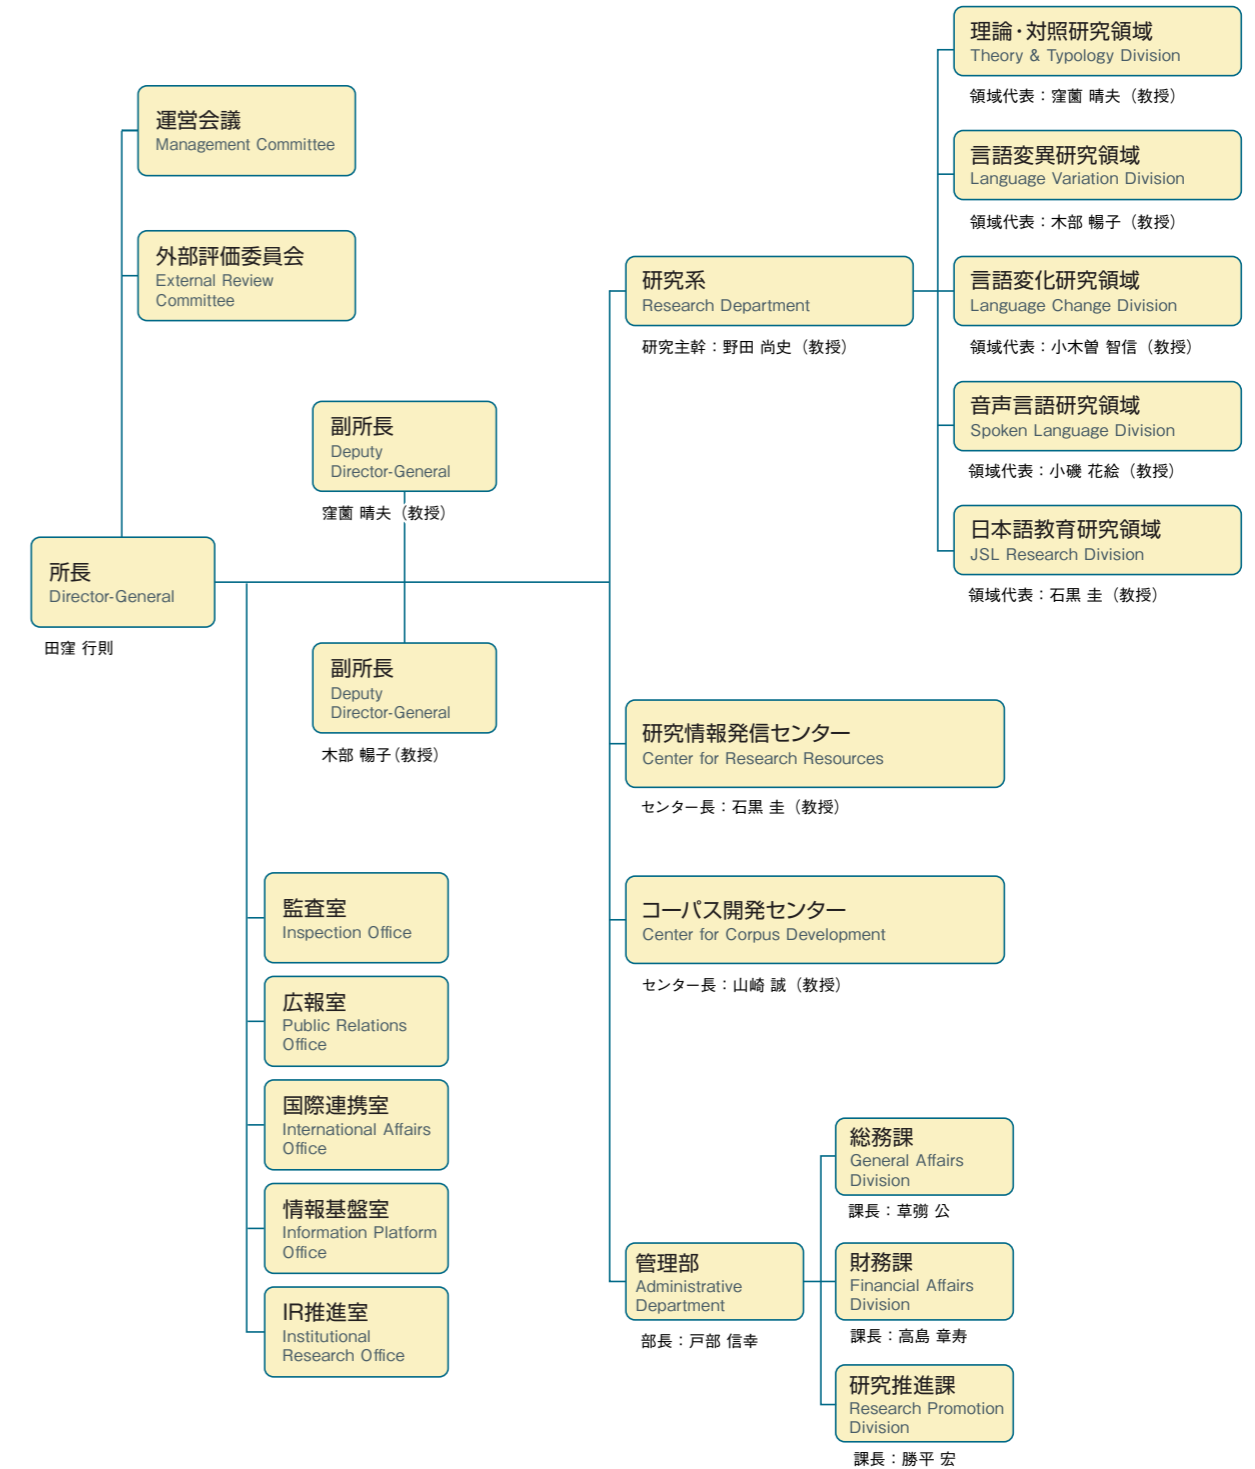 運営会議
Management Committee
外部評価委員会
External Review
Committee
所長
Director-General
田窪 行則
副所長
Deputy
Director-General
窪薗 晴夫（教授）
副所長
Deputy
Director-General
木部 暢子（教授）
監査室
Inspection Office
広報室
Public Relations
Office
国際連携室
International Affairs
Office
情報基盤室
Information Platform
Office
IR推進室
Institutional
Research Office
研究系
Research Department
研究主幹：野田 尚史（教授）
理論・対照研究領域
Theory & Typology Division
領域代表：窪薗 晴夫（教授）
言語変異研究領域
Language Variation Division
領域代表：木部 暢子（教授）
言語変化研究領域
Language Change Division
領域代表：小木曽 智信（教授）
音声言語研究領域
Spoken Language Division
領域代表：小磯 花絵（教授）
日本語教育研究領域
JSL Research Division
領域代表：石黒 圭（教授）
研究情報発信センター
Center for Research Resources
センター長：石黒 圭（教授）
コーパス開発センター
Center for Corpus Development
センター長：山崎 誠（教授）
管理部
Administrative
Department
部長：戸部 信幸
総務課
General Affairs
Division
課長：草彅 公
財務課
Financial Affairs
Division
課長：高島 章寿
研究推進課
Research Promotion
Division
課長：勝平 宏